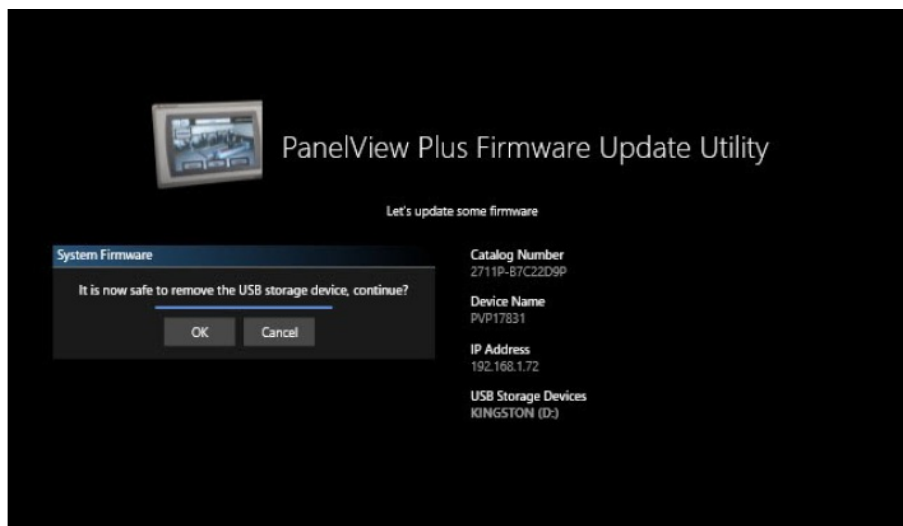 PanelView Plus Firmware Update Utility
Let's update some firmware
System Firmware
It is now safe to remove the USB storage device, continue?
OK
Cancel
Catalog Number
2711P-B7C22D9P
Device Name
PVP17831
IP Address
192.168.1.72
USB Storage Devices
KINGSTON (D:)